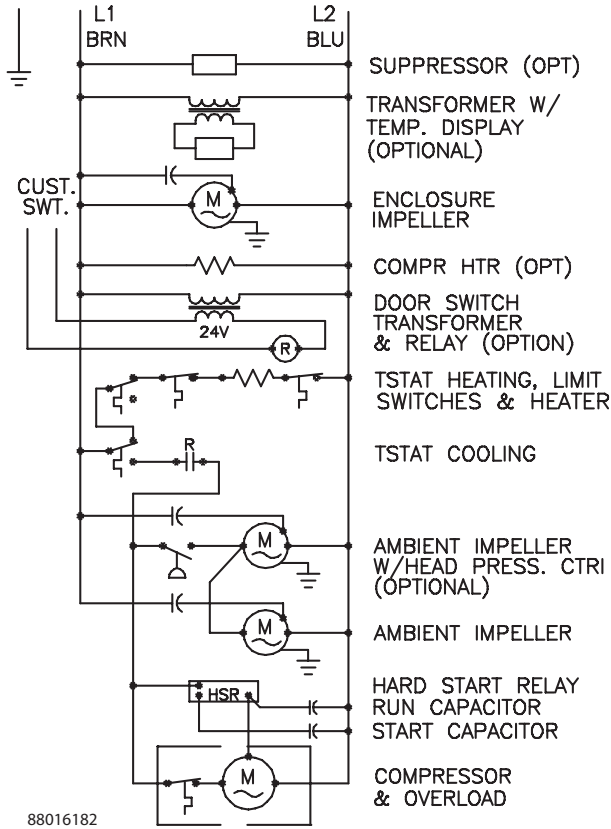 L1
BRN
L2
BLU
SUPPRESSOR (OPT)
TRANSFORMER W/
TEMP. DISPLAY
(OPTIONAL)
CUST.
SWT.
M
ENCLOSURE
IMPELLER
COMPR HTR (OPT)
24V
R
DOOR SWITCH
TRANSFORMER
& RELAY (OPTION)
TSTAT HEATING, LIMIT
SWITCHES & HEATER
R
TSTAT COOLING
M
AMBIENT IMPELLER
W/HEAD PRESS. CTRl
(OPTIONAL)
M
AMBIENT IMPELLER
HSR
HARD START RELAY
RUN CAPACITOR
START CAPACITOR
M
COMPRESSOR
& OVERLOAD
88016182